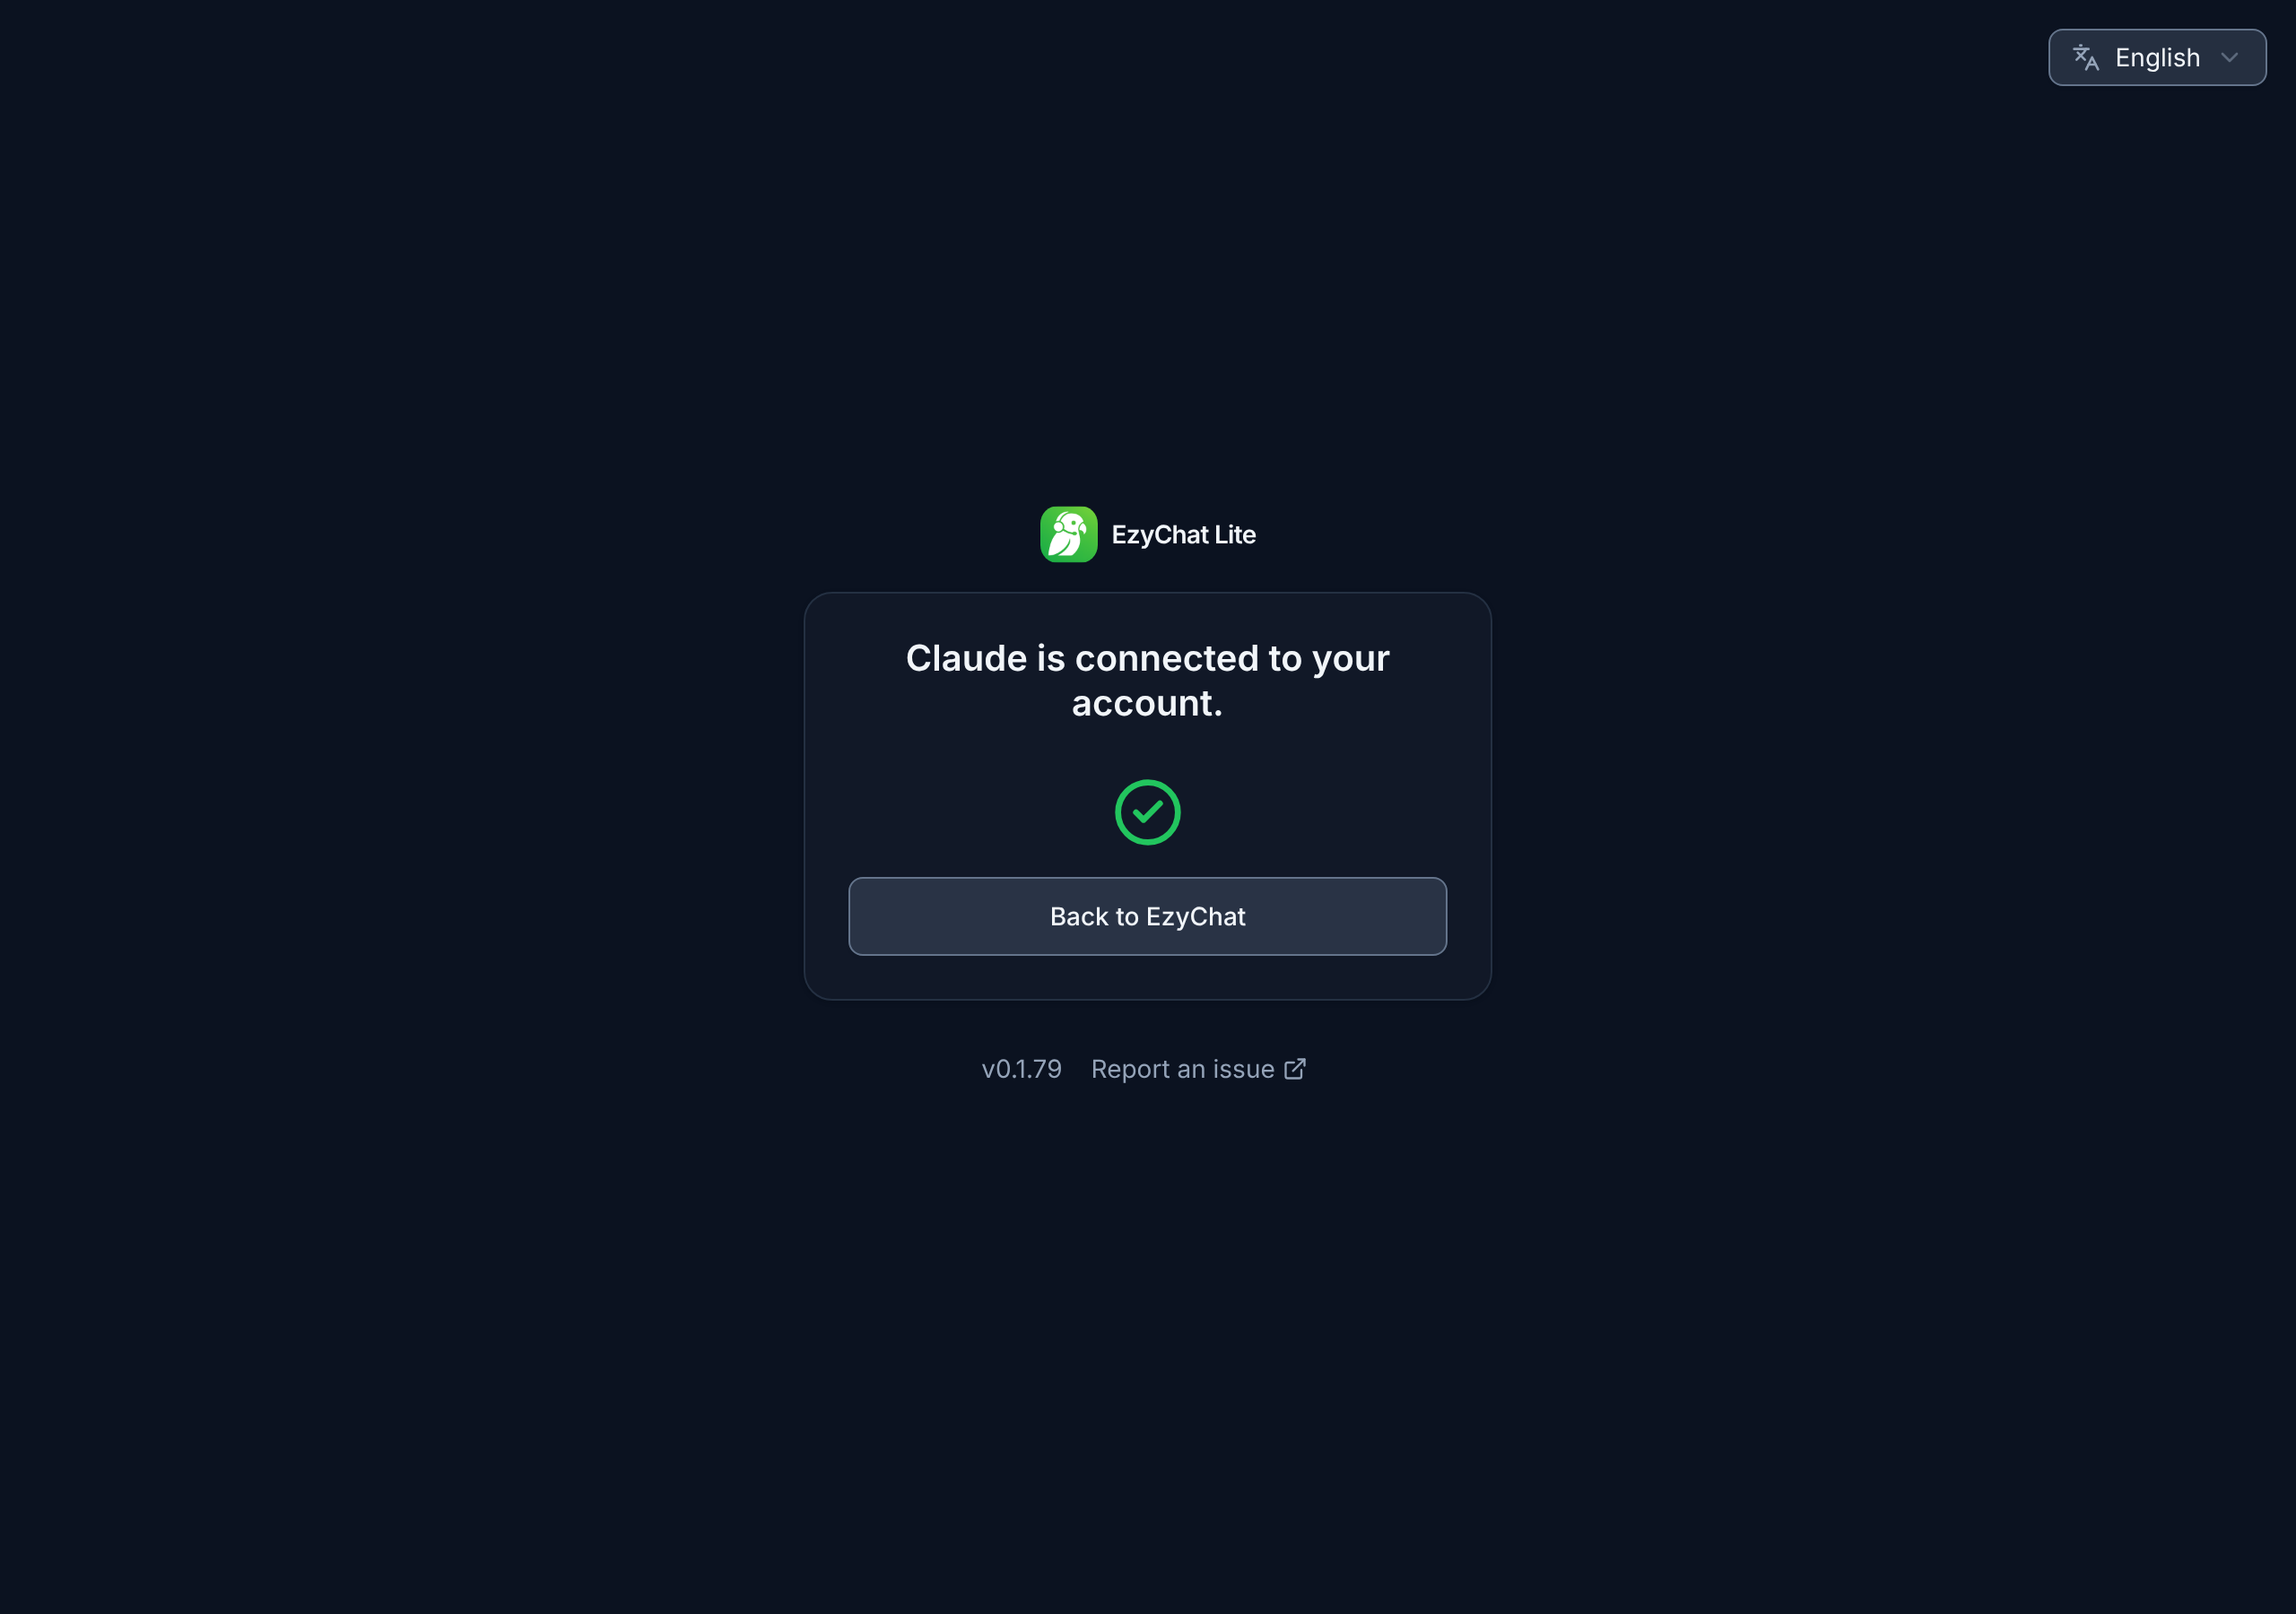 English
EzyChat Lite
Claude is connected to your
account.
Back to EzyChat
v0.1.79 Report an issue